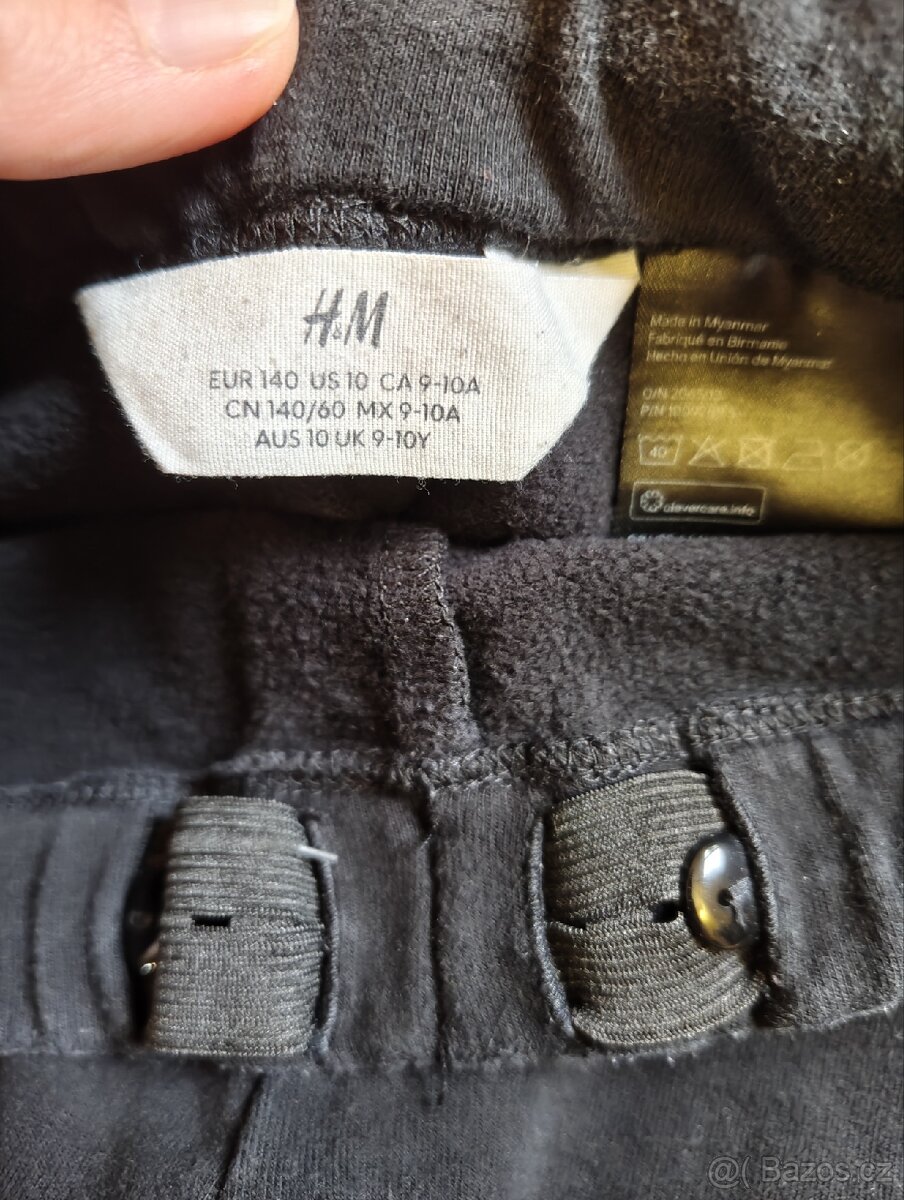 H&M
EUR 140 US 10 CA 9-10A
CN 140/60 MX 9-10A
AUS 10 UK 9-10Y
Made in Myanmar
Fabriqué en Birmanie
Hecho en Unión de Myanmar
O/N
P/N
40
clevercare.info
@( Bazos.cz